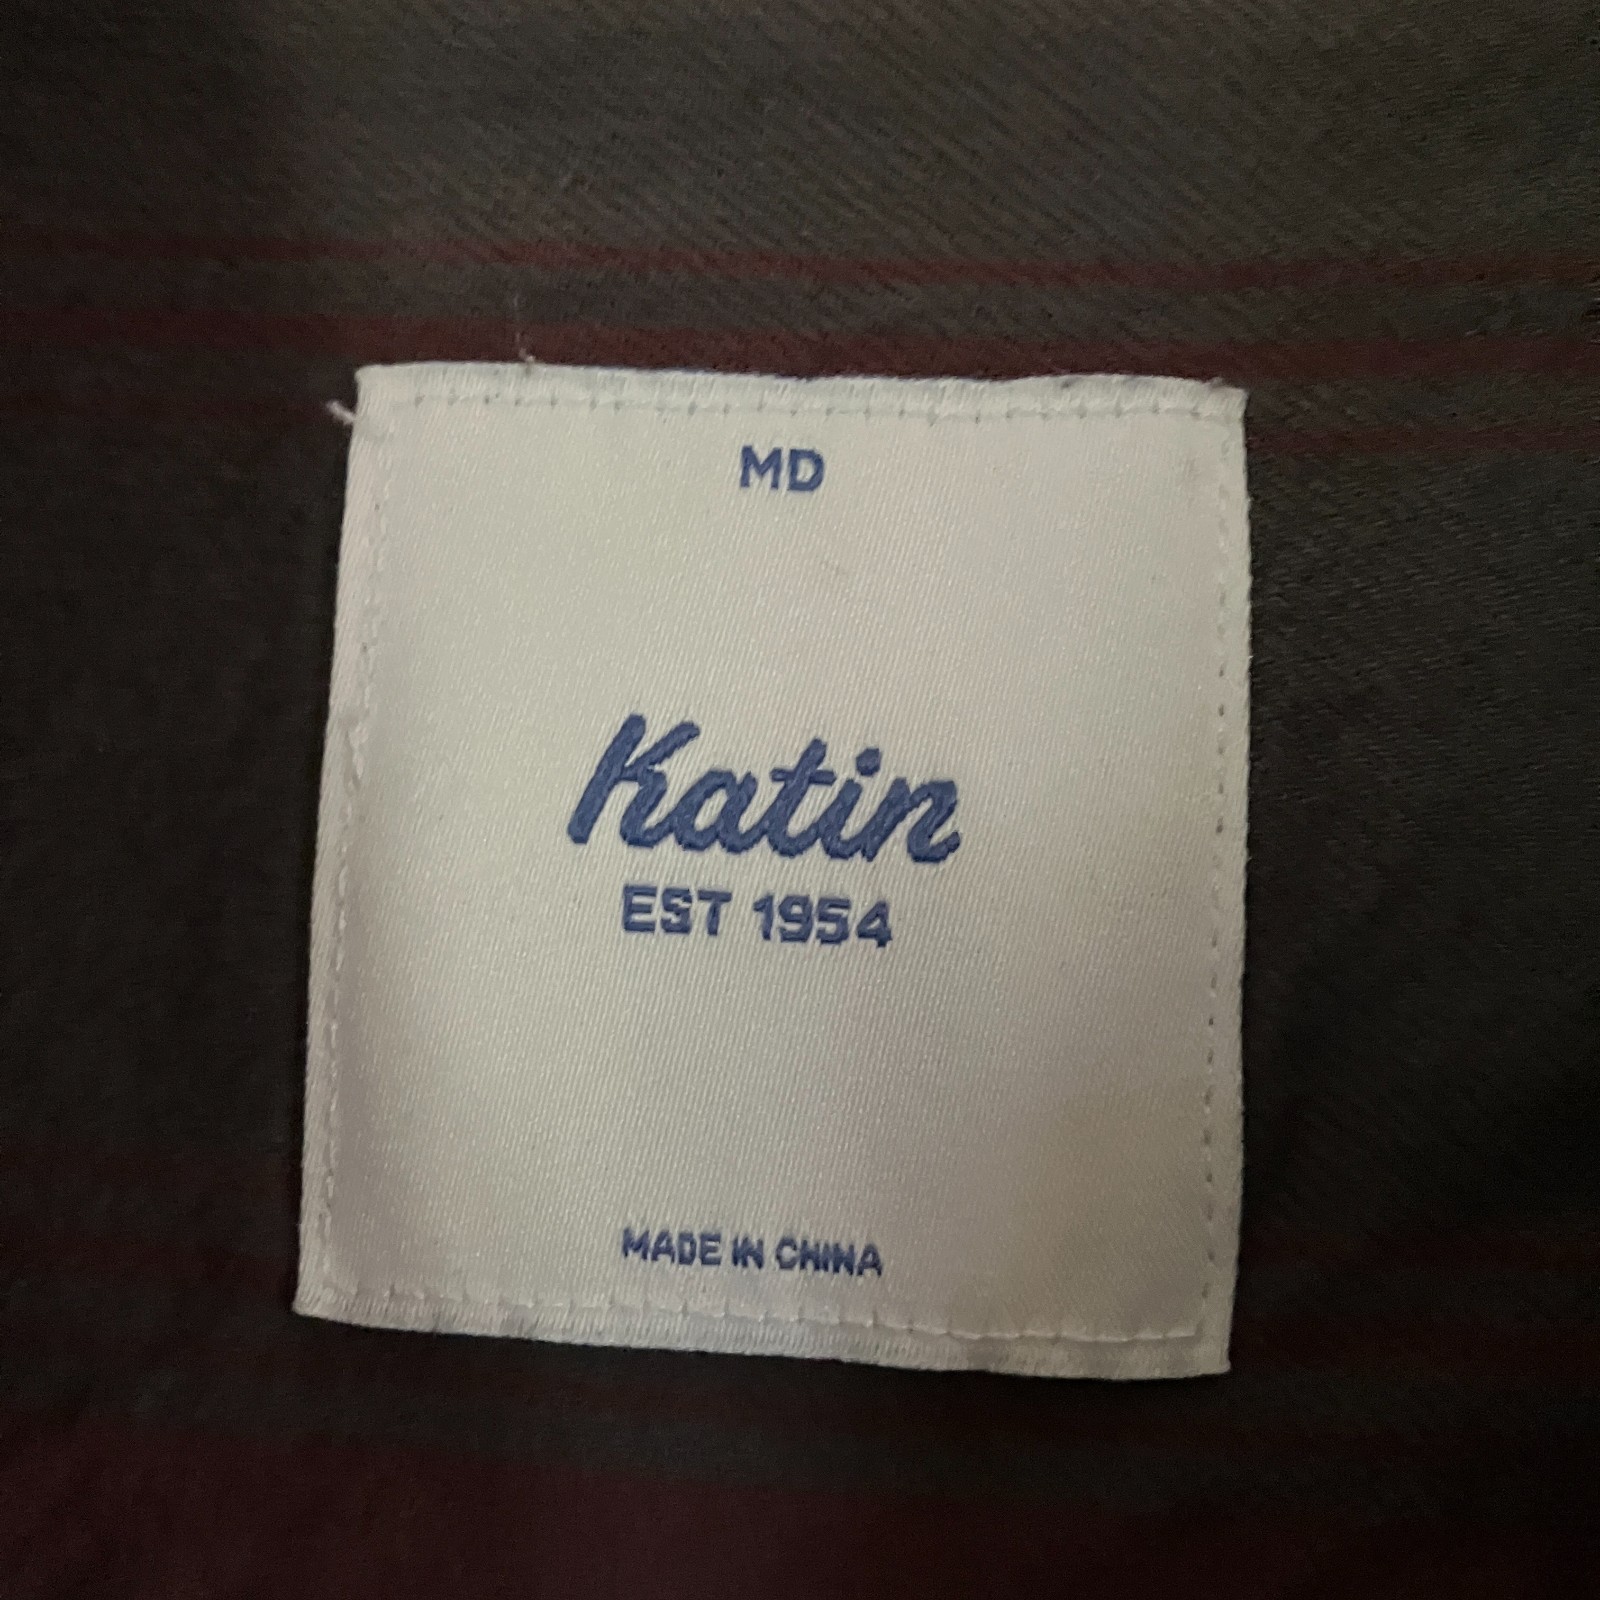 MD
Katin
EST 1954
MADE IN CHINA